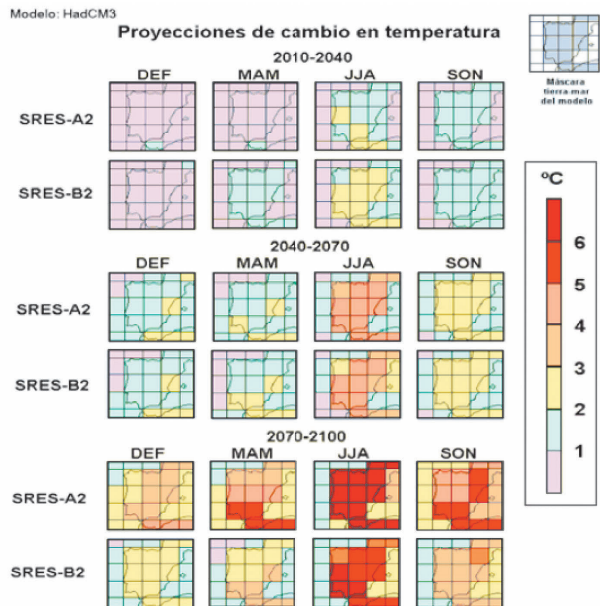 Modelo: HadCM3
Proyecciones de cambio en temperatura
2010-2040
DEF MAM JJA SON
SRES-A2
SRES-B2
Máscara
tierra-mar
del modelo
ºC
6
5
4
3
2
1
2040-2070
DEF MAM JJA SON
SRES-A2
SRES-B2
2070-2100
DEF MAM JJA SON
SRES-A2
SRES-B2